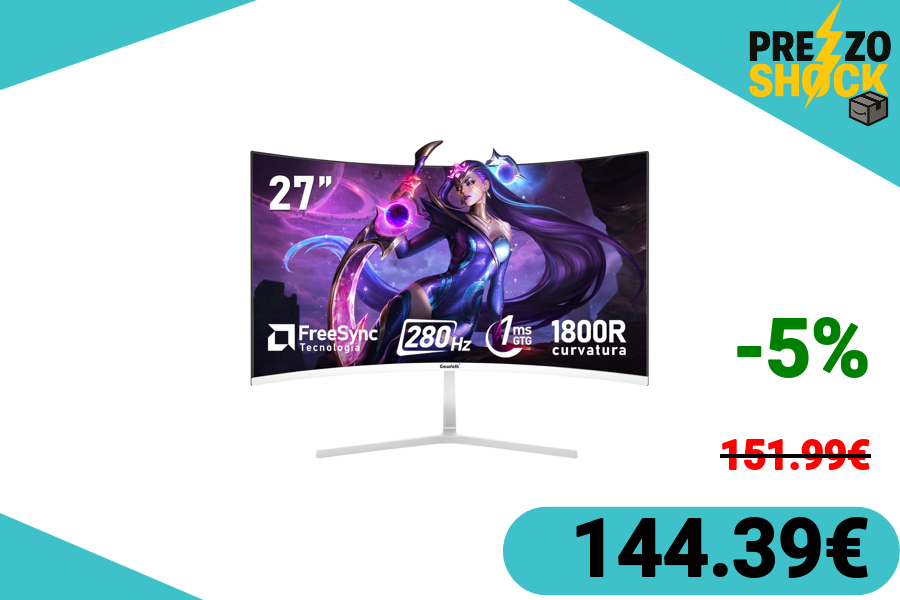 PREZZO
SHOCK
27”
FreeSync
Tecnologia
280Hz
1ms
GTG
1800R
curvatura
-5%
151.99€
144.39€